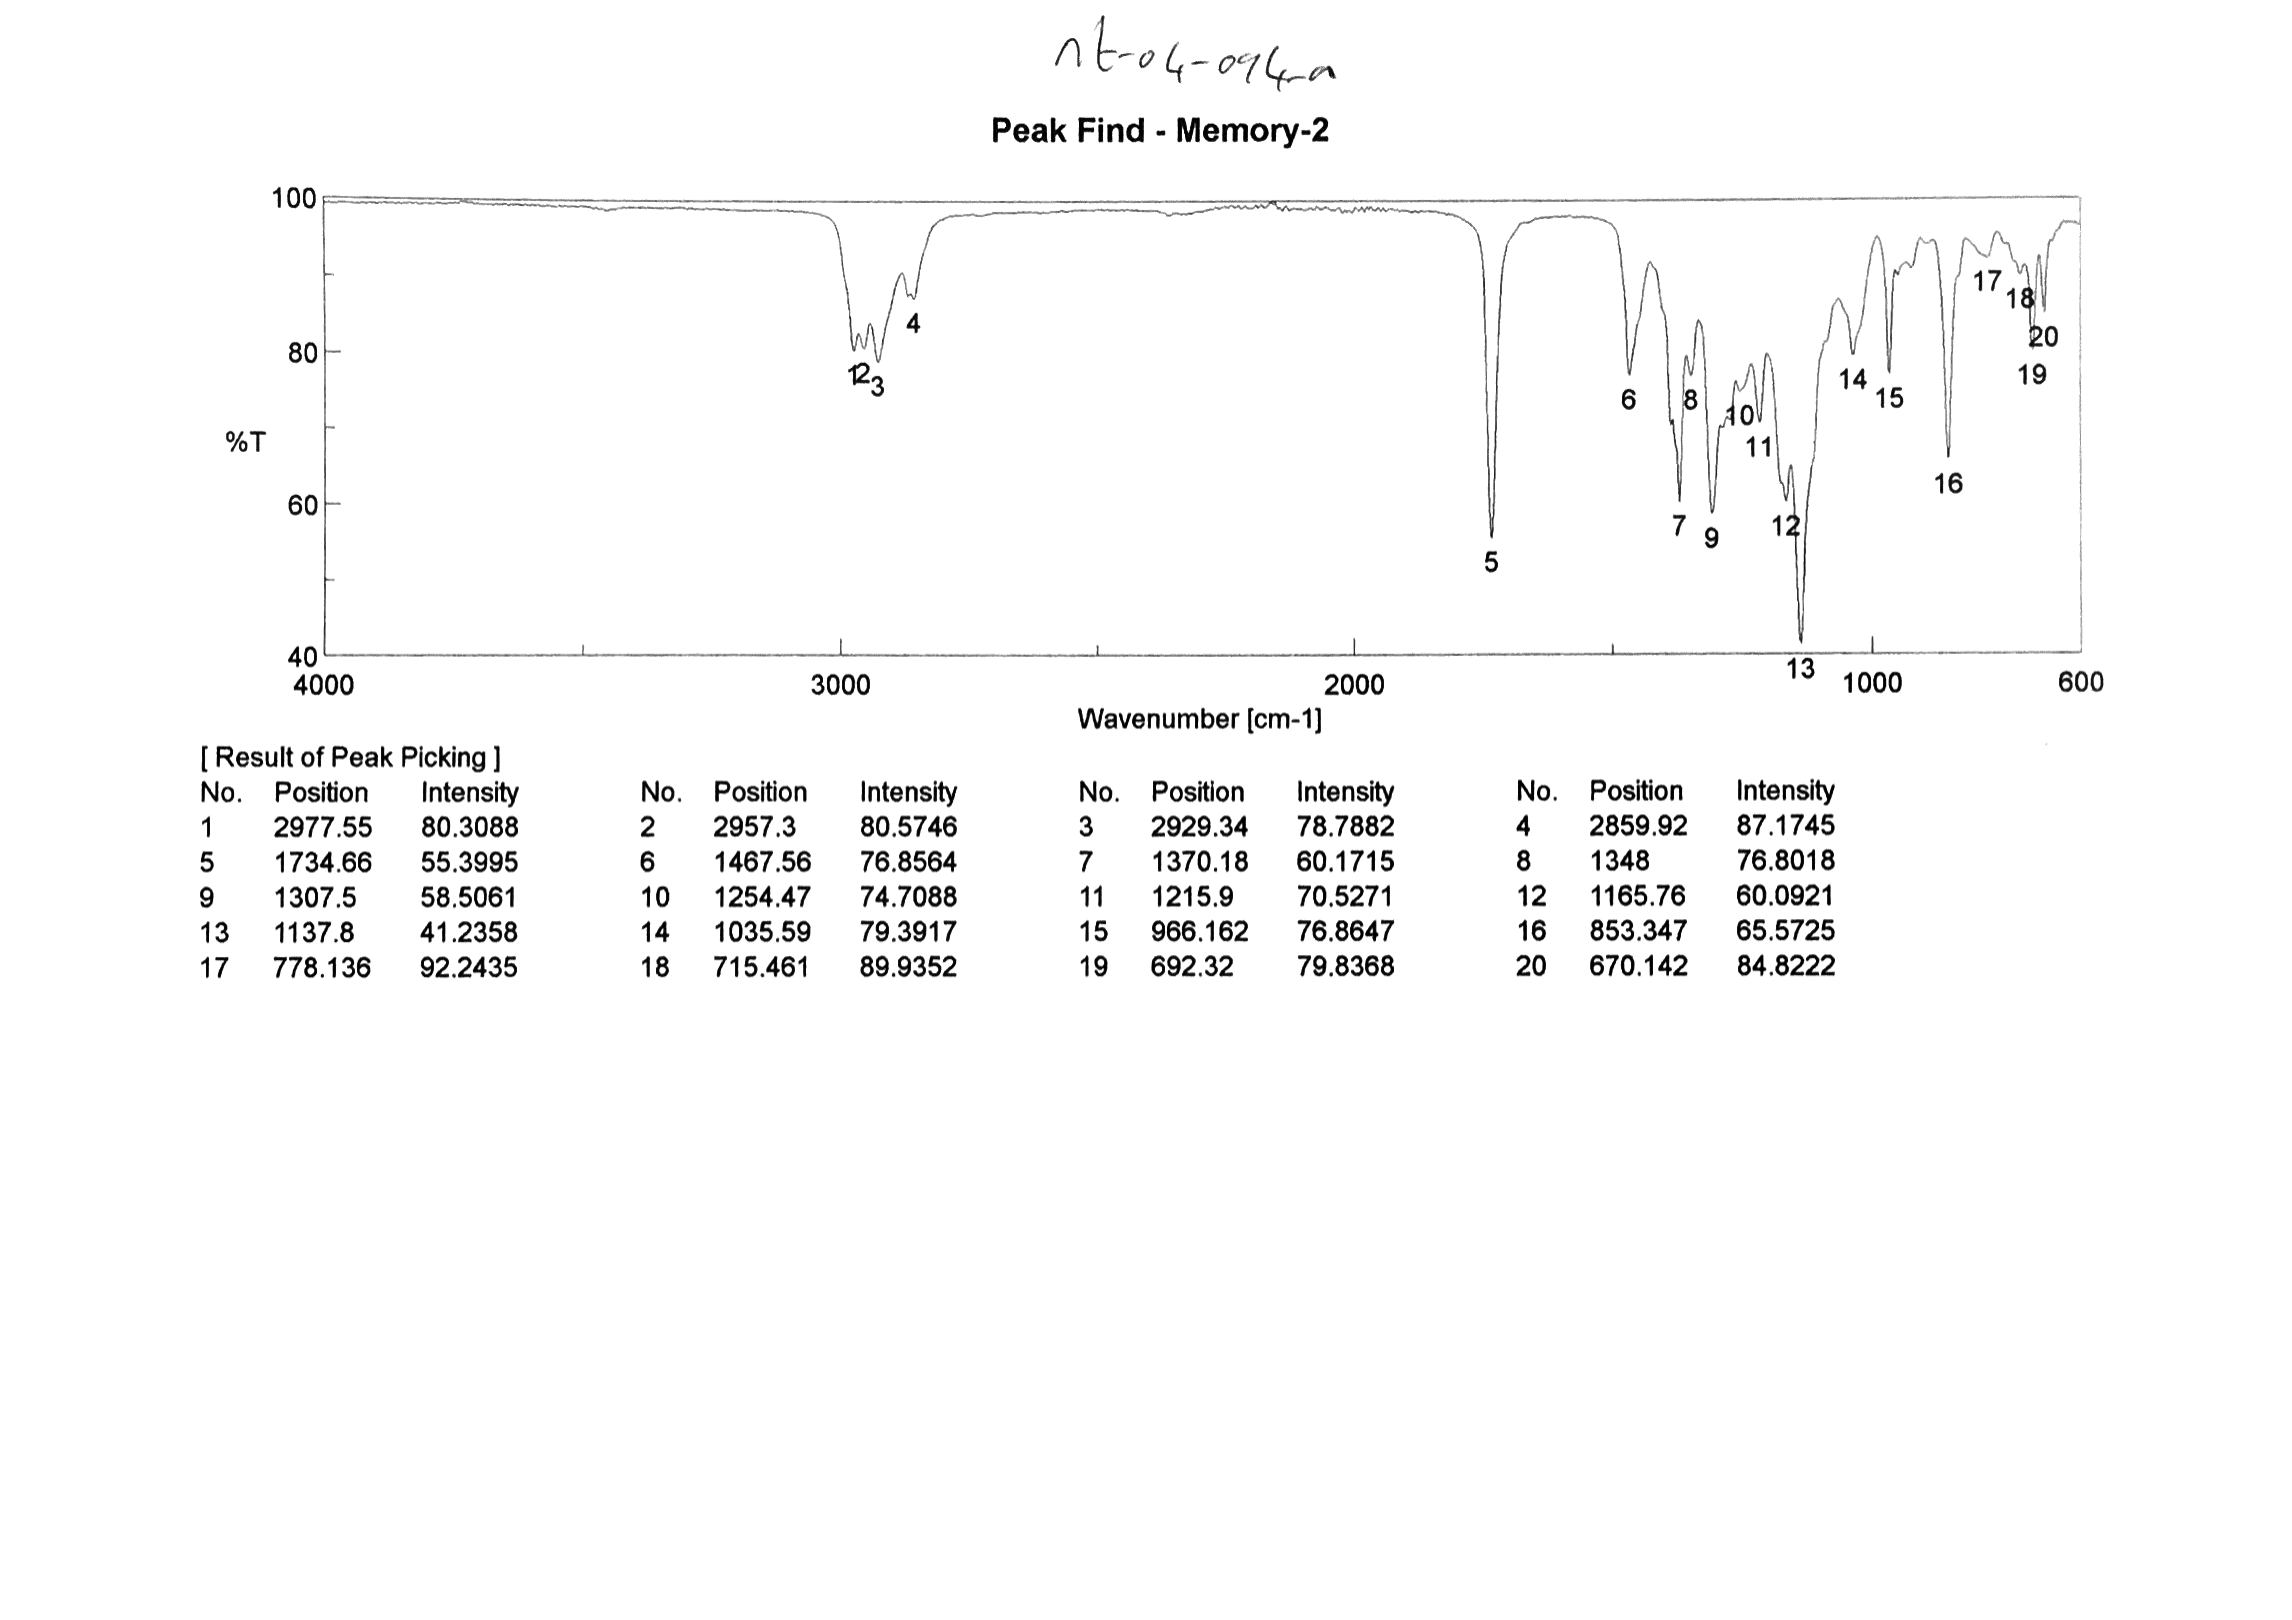 nt-04-094-a
Peak Find - Memory-2
100
80
%T
60
40
4000 3000 2000 1000 600
Wavenumber [cm-1]
1 2 3 4 5 6 7 8 9 10 11 12 13 14 15 16 17 18 19 20
[ Result of Peak Picking ]
No. Position Intensity No. Position Intensity No. Position Intensity No. Position Intensity
1 2977.55 80.3088 2 2957.3 80.5746 3 2929.34 78.7882 4 2859.92 87.1745
5 1734.66 55.3995 6 1467.56 76.8564 7 1370.18 60.1715 8 1348 76.8018
9 1307.5 58.5061 10 1254.47 74.7088 11 1215.9 70.5271 12 1165.76 60.0921
13 1137.8 41.2358 14 1035.59 79.3917 15 966.162 76.8647 16 853.347 65.5725
17 778.136 92.2435 18 715.461 89.9352 19 692.32 79.8368 20 670.142 84.8222